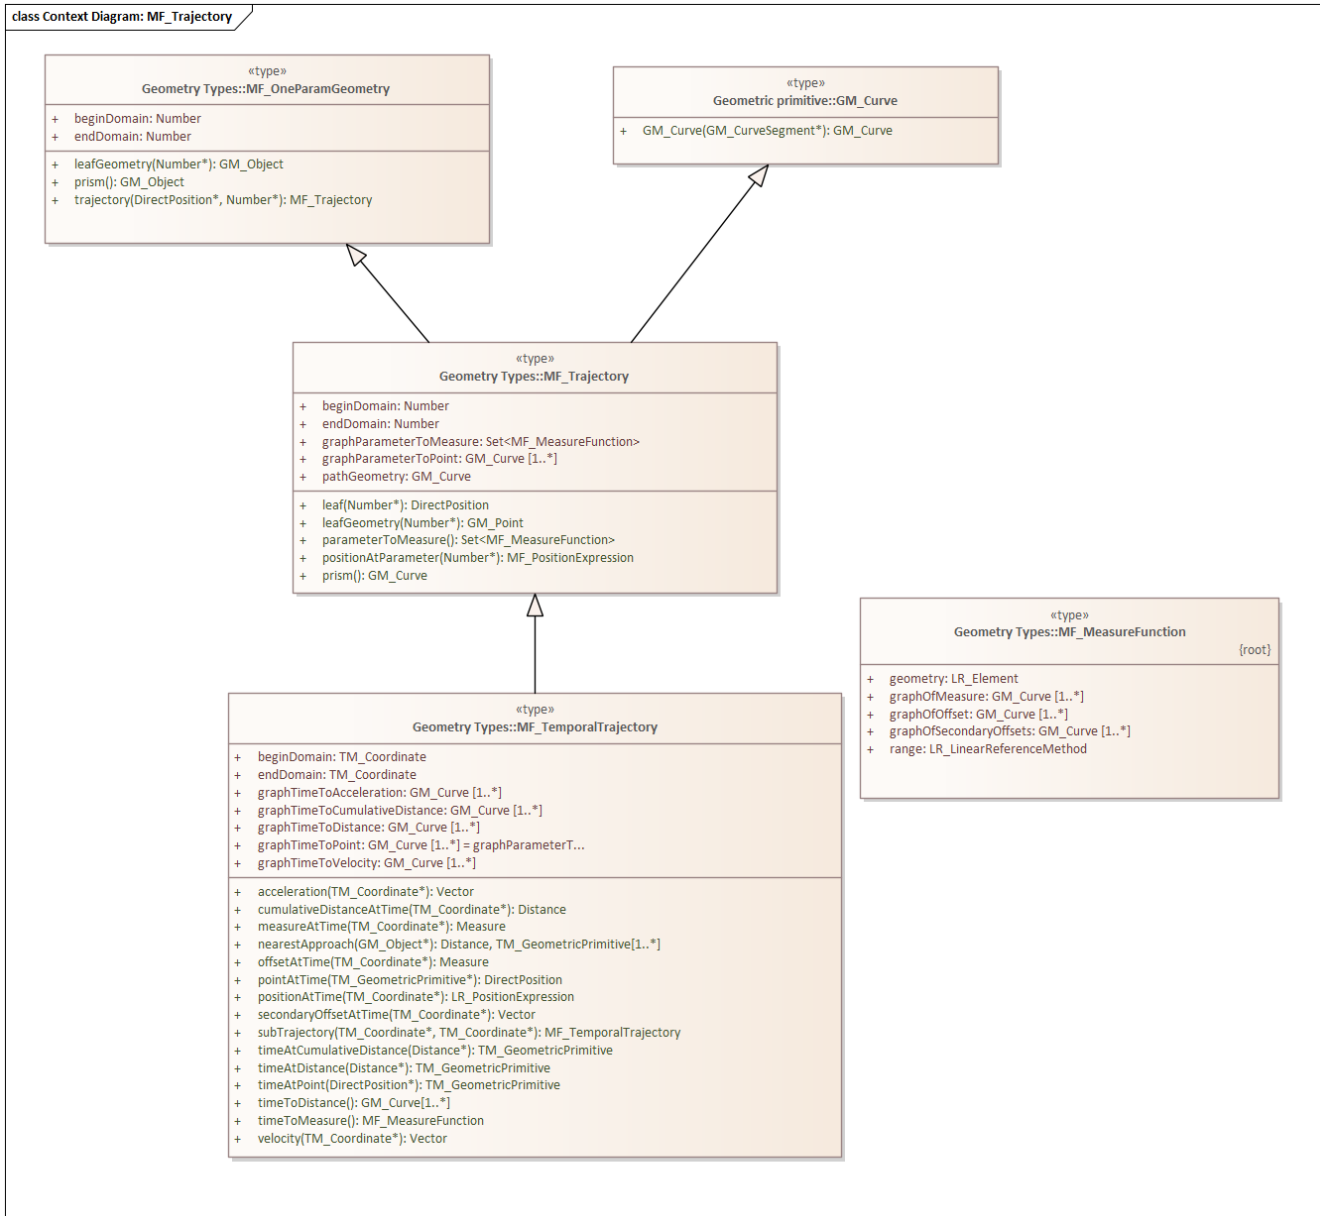 class Context Diagram: MF_Trajectory
«type»
Geometry Types::MF_OneParamGeometry
+ beginDomain: Number
+ endDomain: Number
+ leafGeometry(Number*): GM_Object
+ prism(): GM_Object
+ trajectory(DirectPosition*, Number*): MF_Trajectory
«type»
Geometric primitive::GM_Curve
+ GM_Curve(GM_CurveSegment*): GM_Curve
«type»
Geometry Types::MF_Trajectory
+ beginDomain: Number
+ endDomain: Number
+ graphParameterToMeasure: Set<MF_MeasureFunction>
+ graphParameterToPoint: GM_Curve [1..*]
+ pathGeometry: GM_Curve
+ leaf(Number*): DirectPosition
+ leafGeometry(Number*): GM_Point
+ parameterToMeasure(): Set<MF_MeasureFunction>
+ positionAtParameter(Number*): MF_PositionExpression
+ prism(): GM_Curve
«type»
Geometry Types::MF_MeasureFunction
{root}
+ geometry: LR_Element
+ graphOfMeasure: GM_Curve [1..*]
+ graphOfOffset: GM_Curve [1..*]
+ graphOfSecondaryOffsets: GM_Curve [1..*]
+ range: LR_LinearReferenceMethod
«type»
Geometry Types::MF_TemporalTrajectory
+ beginDomain: TM_Coordinate
+ endDomain: TM_Coordinate
+ graphTimeToAcceleration: GM_Curve [1..*]
+ graphTimeToCumulativeDistance: GM_Curve [1..*]
+ graphTimeToDistance: GM_Curve [1..*]
+ graphTimeToPoint: GM_Curve [1..*] = graphParameterT...
+ graphTimeToVelocity: GM_Curve [1..*]
+ acceleration(TM_Coordinate*): Vector
+ cumulativeDistanceAtTime(TM_Coordinate*): Distance
+ measureAtTime(TM_Coordinate*): Measure
+ nearestApproach(GM_Object*): Distance, TM_GeometricPrimitive[1..*]
+ offsetAtTime(TM_Coordinate*): Measure
+ pointAtTime(TM_GeometricPrimitive*): DirectPosition
+ positionAtTime(TM_Coordinate*): LR_PositionExpression
+ secondaryOffsetAtTime(TM_Coordinate*): Vector
+ subTrajectory(TM_Coordinate*, TM_Coordinate*): MF_TemporalTrajectory
+ timeAtCumulativeDistance(Distance*): TM_GeometricPrimitive
+ timeAtDistance(Distance*): TM_GeometricPrimitive
+ timeAtPoint(DirectPosition*): TM_GeometricPrimitive
+ timeToDistance(): GM_Curve[1..*]
+ timeToMeasure(): MF_MeasureFunction
+ velocity(TM_Coordinate*): Vector